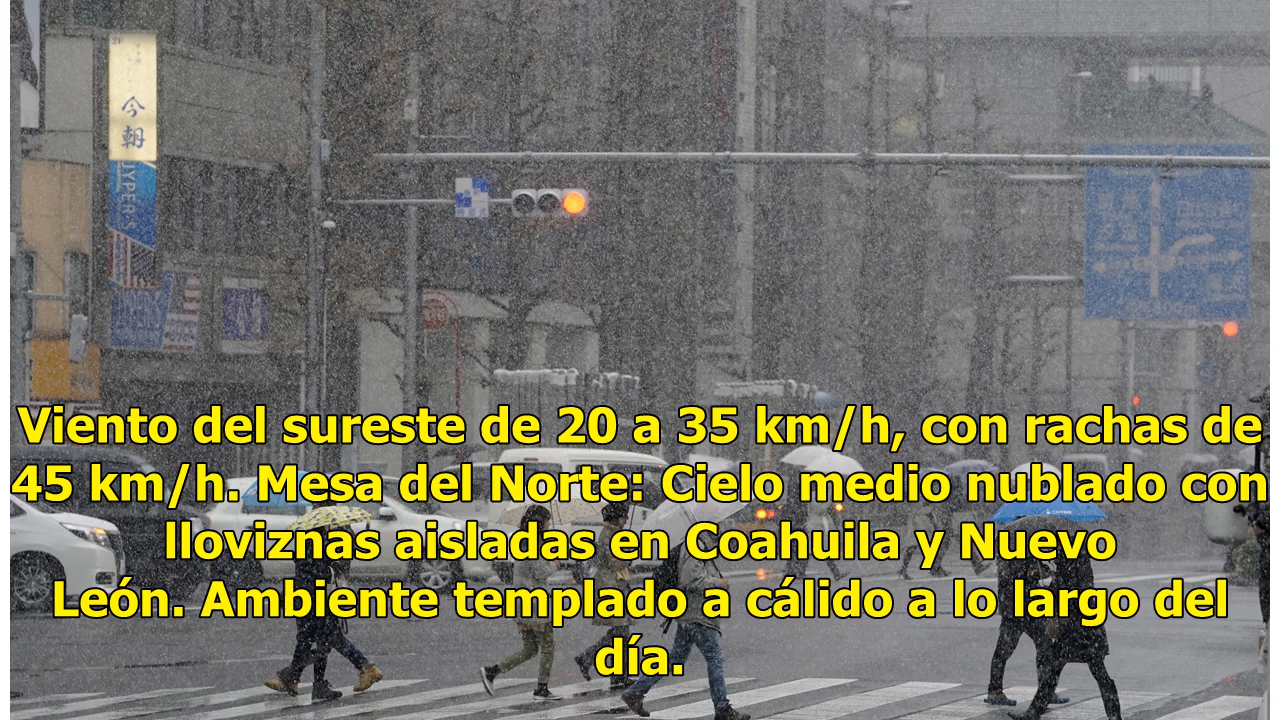 今朝
HYPER'S
Viento del sureste de 20 a 35 km/h, con rachas de
45 km/h. Mesa del Norte: Cielo medio nublado con
lloviznas aisladas en Coahuila y Nuevo
León. Ambiente templado a cálido a lo largo del
día.